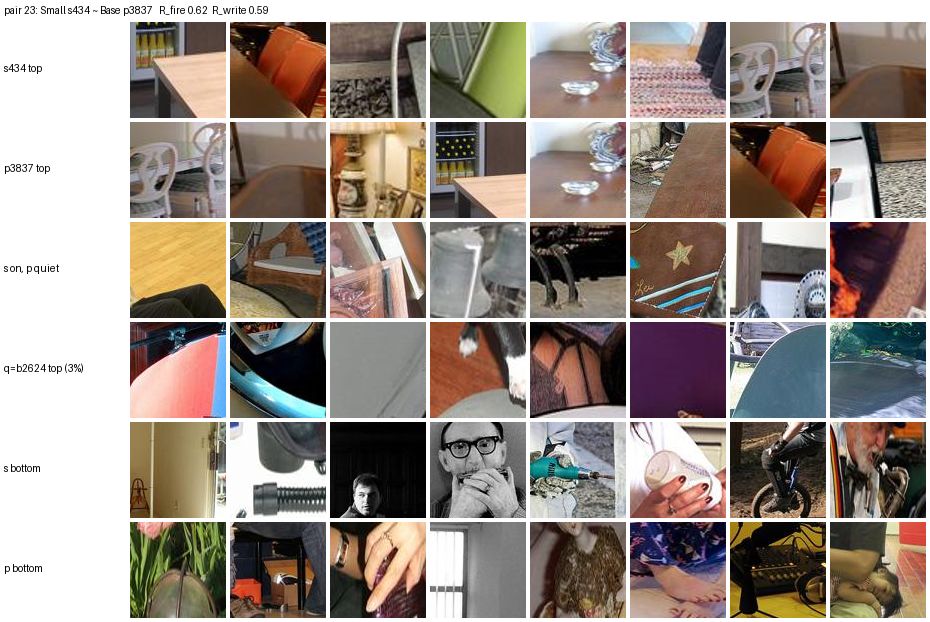 pair 23: Small s434 ~ Base p3837 R_fire 0.62 R_write 0.59
s434 top
p3837 top
s on, p quiet
q=b2624 top (3%)
s bottom
p bottom